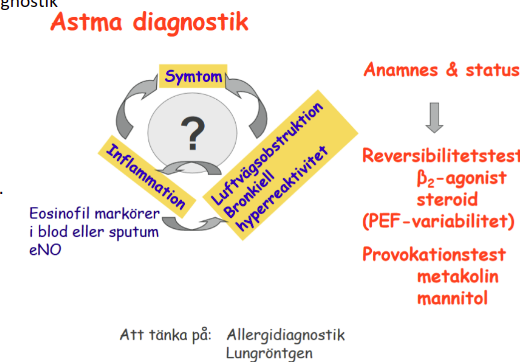 gnostik
Astma diagnostik
Symtom
?
Inflammation
Luftvägsobstruktion
Bronkiell
hyperreaktivitet
Eosinofil markörer
i blod eller sputum
eNO
Anamnes & status
Reversibilitetstest
β₂-agonist
steroid
(PEF-variabilitet)
Provokationstest
metakolin
mannitol
Att tänka på: Allergidiagnostik
Lungröntgen